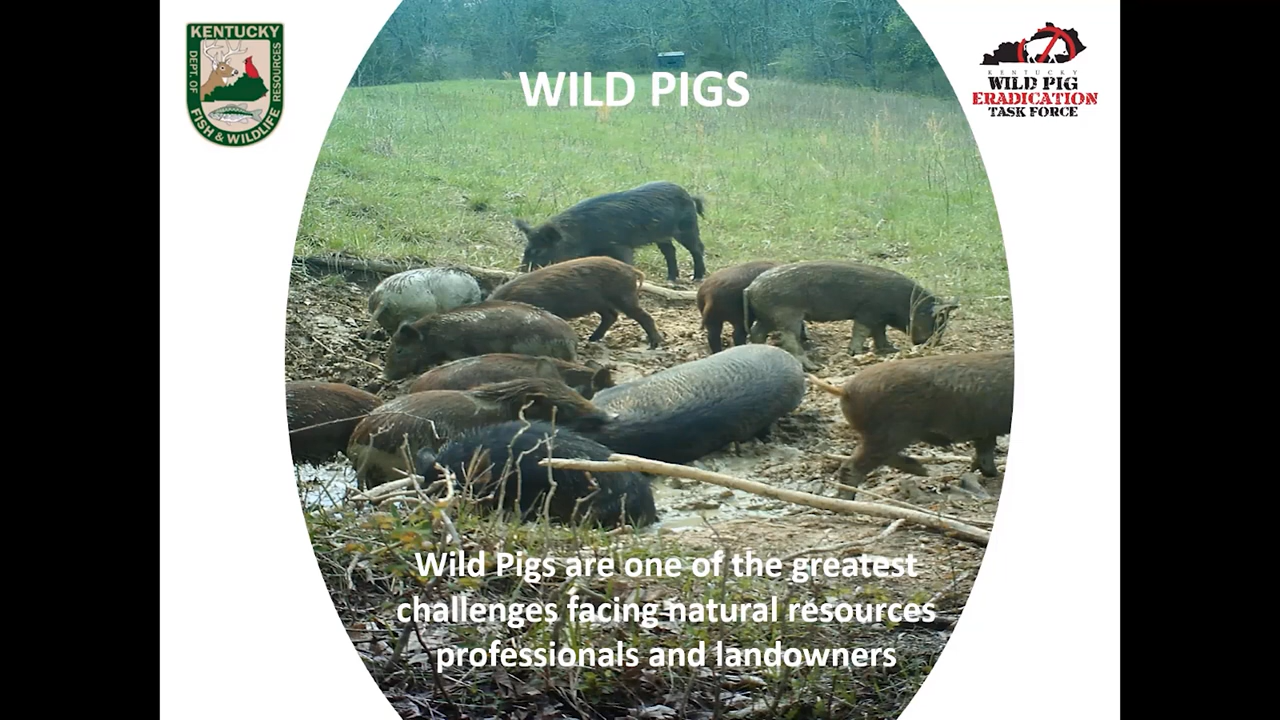 KENTUCKY
DEPT. OF
FISH & WILDLIFE
RESOURCES
WILD PIGS
KENTUCKY
WILD PIG
ERADICATION
TASK FORCE
Wild Pigs are one of the greatest
challenges facing natural resources
professionals and landowners